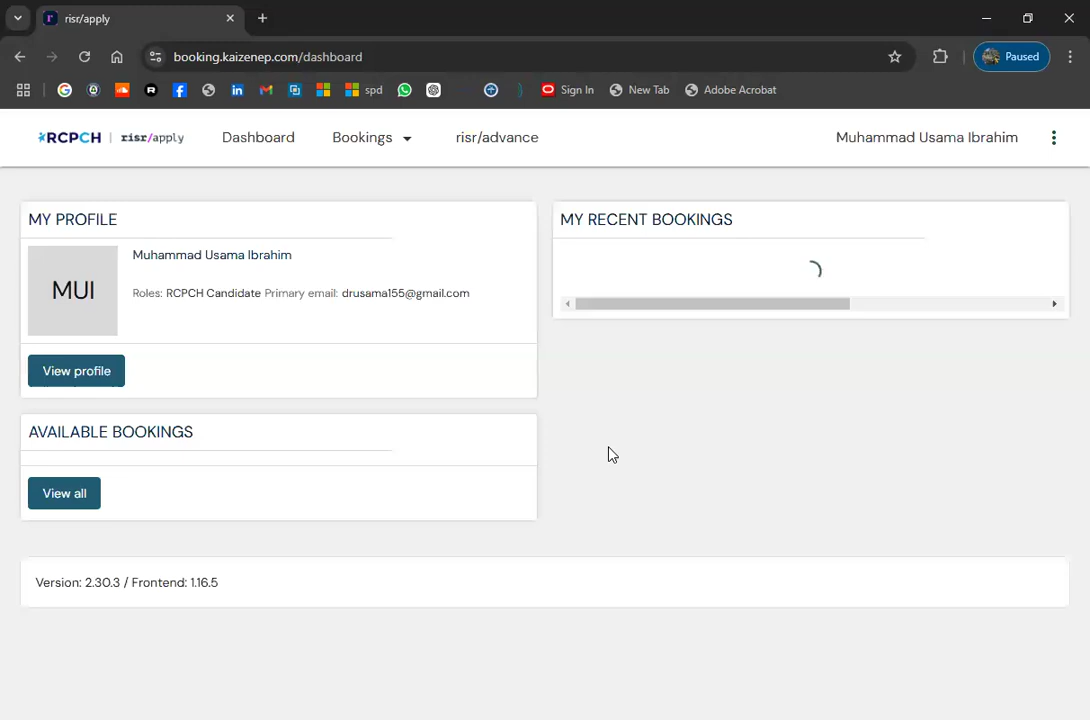 risr/apply
booking.kaizenep.com/dashboard
Paused
spd
Sign In
New Tab
Adobe Acrobat
RCPCH | risr/apply
Dashboard
Bookings
risr/advance
Muhammad Usama Ibrahim
MY PROFILE
MUI
Muhammad Usama Ibrahim
Roles: RCPCH Candidate Primary email: drusama155@gmail.com
View profile
AVAILABLE BOOKINGS
View all
MY RECENT BOOKINGS
Version: 2.30.3 / Frontend: 1.16.5